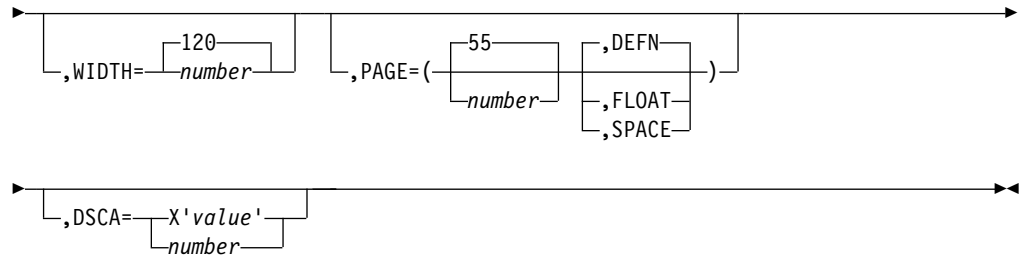 120 55 ,DEFN
,WIDTH= number ,PAGE=( number ,FLOAT )
,SPACE
,DSCA= X'value'
number